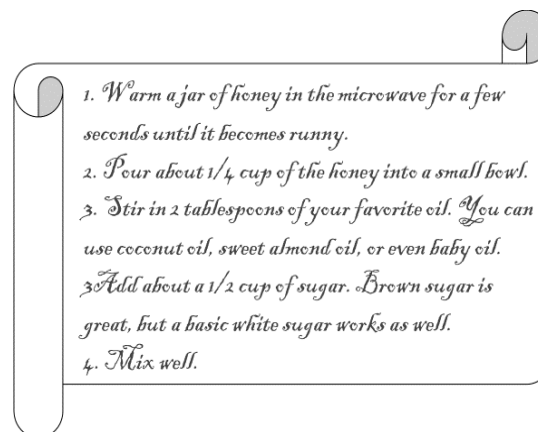 1. Warm a jar of honey in the microwave for a few
seconds until it becomes runny.
2. Pour about 1/4 cup of the honey into a small bowl.
3. Stir in 2 tablespoons of your favorite oil. You can
use coconut oil, sweet almond oil, or even baby oil.
3Add about a 1/2 cup of sugar. Brown sugar is
great, but a basic white sugar works as well.
4. Mix well.